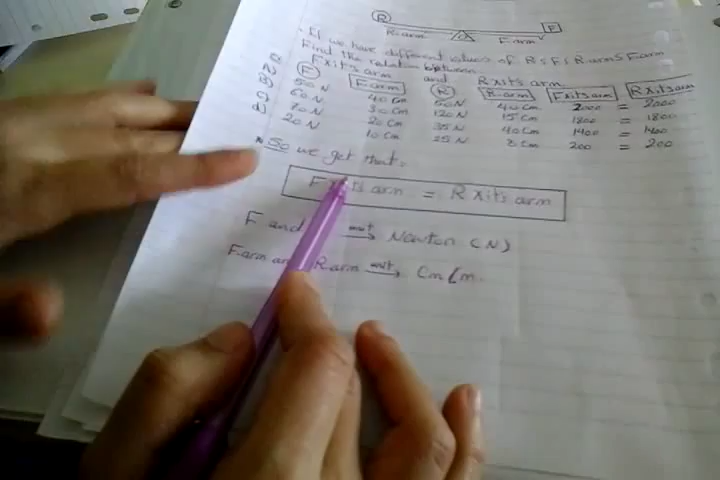 R F
R.arm F.arm
. If we have different values of R & F & R.arm & F.arm
Find the relation between
F x its arm and R x its arm
F F.arm R R.arm F x its arm R x its arm
50 N 40 Cm 50 N 40 Cm 2000 = 2000
60 N 30 Cm 120 N 15 Cm 1800 = 1800
70 N 20 Cm 35 N 40 Cm 1400 = 1400
20 N 10 Cm 25 N 8 Cm 200 = 200
* So we get that.
F x its arm = R x its arm
F and unit Newton (N)
F.arm an R.arm unit Cm/m.